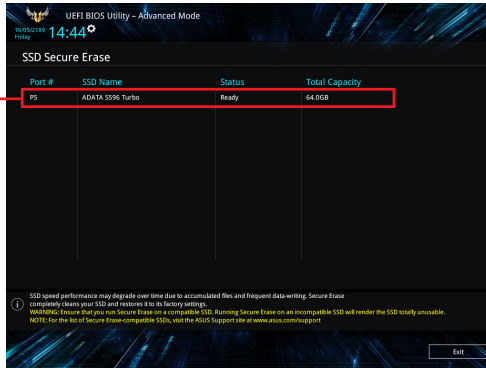 UEFI BIOS Utility – Advanced Mode
10/09/2189
Friday
14:44
SSD Secure Erase
Port # SSD Name Status Total Capacity
P5 ADATA S596 Turbo Ready 64.0GB
SSD speed performance may degrade over time due to accumulated files and frequent data-writing. Secure Erase
completely cleans your SSD and restores it to its factory settings.
WARNING: Ensure that you run Secure Erase on a compatible SSD. Running Secure Erase on an incompatible SSD will render the SSD totally unusable.
NOTE: For the list of Secure Erase-compatible SSDs, visit the ASUS Support site at www.asus.com/support
Exit